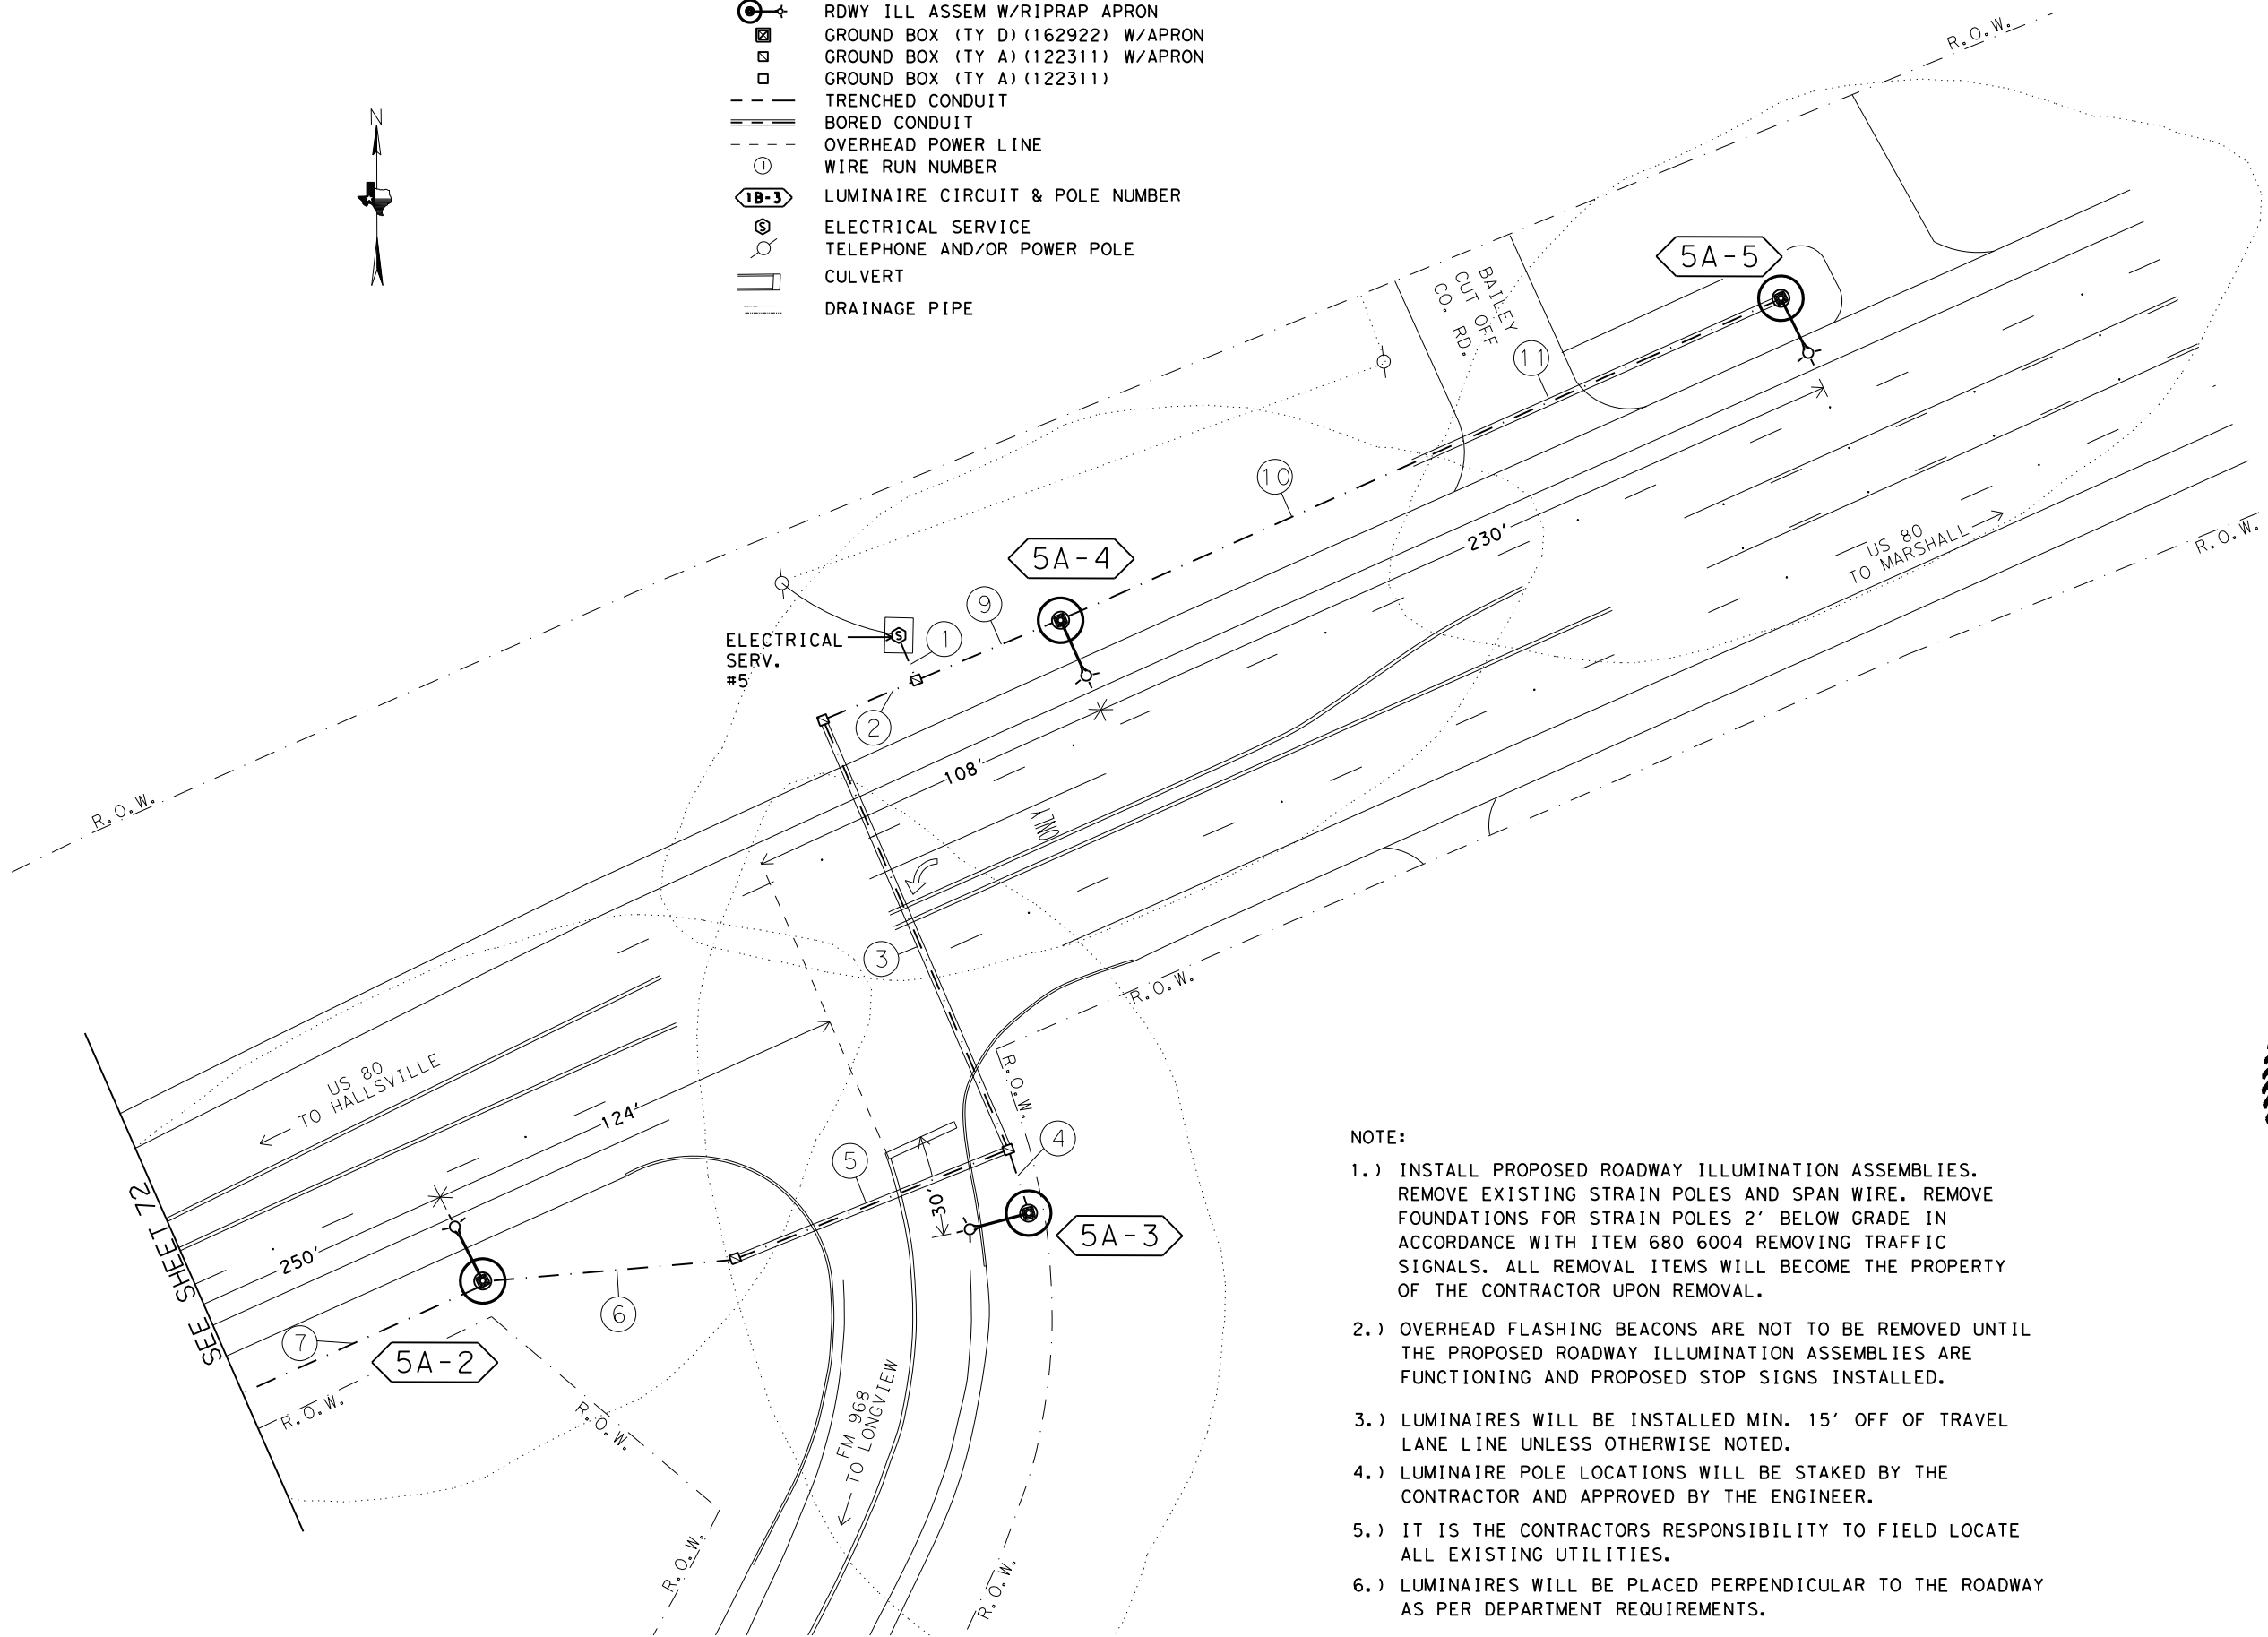 RDWY ILL ASSEM W/RIPRAP APRON
GROUND BOX (TY D)(162922) W/APRON
GROUND BOX (TY A)(122311) W/APRON
GROUND BOX (TY A)(122311)
TRENCHED CONDUIT
BORED CONDUIT
OVERHEAD POWER LINE
1 WIRE RUN NUMBER
1B-3 LUMINAIRE CIRCUIT & POLE NUMBER
S ELECTRICAL SERVICE
TELEPHONE AND/OR POWER POLE
CULVERT
DRAINAGE PIPE
N
R.O.W.
BAILEY
CUT OFF
CO. RD.
5A-5
11
10
230'
US 80
TO MARSHALL
R.O.W.
5A-4
9
1
S
ELECTRICAL
SERV.
#5
2
108'
R.O.W.
ONLY
3
R.O.W.
R.O.W.
US 80
TO HALLSVILLE
124'
4
5
30'
5A-3
250'
SEE SHEET 72
6
7
5A-2
R.O.W.
R.O.W.
FM 968
TO LONGVIEW
R.O.W.
R.O.W.
NOTE:
1.) INSTALL PROPOSED ROADWAY ILLUMINATION ASSEMBLIES.
REMOVE EXISTING STRAIN POLES AND SPAN WIRE. REMOVE
FOUNDATIONS FOR STRAIN POLES 2' BELOW GRADE IN
ACCORDANCE WITH ITEM 680 6004 REMOVING TRAFFIC
SIGNALS. ALL REMOVAL ITEMS WILL BECOME THE PROPERTY
OF THE CONTRACTOR UPON REMOVAL.
2.) OVERHEAD FLASHING BEACONS ARE NOT TO BE REMOVED UNTIL
THE PROPOSED ROADWAY ILLUMINATION ASSEMBLIES ARE
FUNCTIONING AND PROPOSED STOP SIGNS INSTALLED.
3.) LUMINAIRES WILL BE INSTALLED MIN. 15' OFF OF TRAVEL
LANE LINE UNLESS OTHERWISE NOTED.
4.) LUMINAIRE POLE LOCATIONS WILL BE STAKED BY THE
CONTRACTOR AND APPROVED BY THE ENGINEER.
5.) IT IS THE CONTRACTORS RESPONSIBILITY TO FIELD LOCATE
ALL EXISTING UTILITIES.
6.) LUMINAIRES WILL BE PLACED PERPENDICULAR TO THE ROADWAY
AS PER DEPARTMENT REQUIREMENTS.